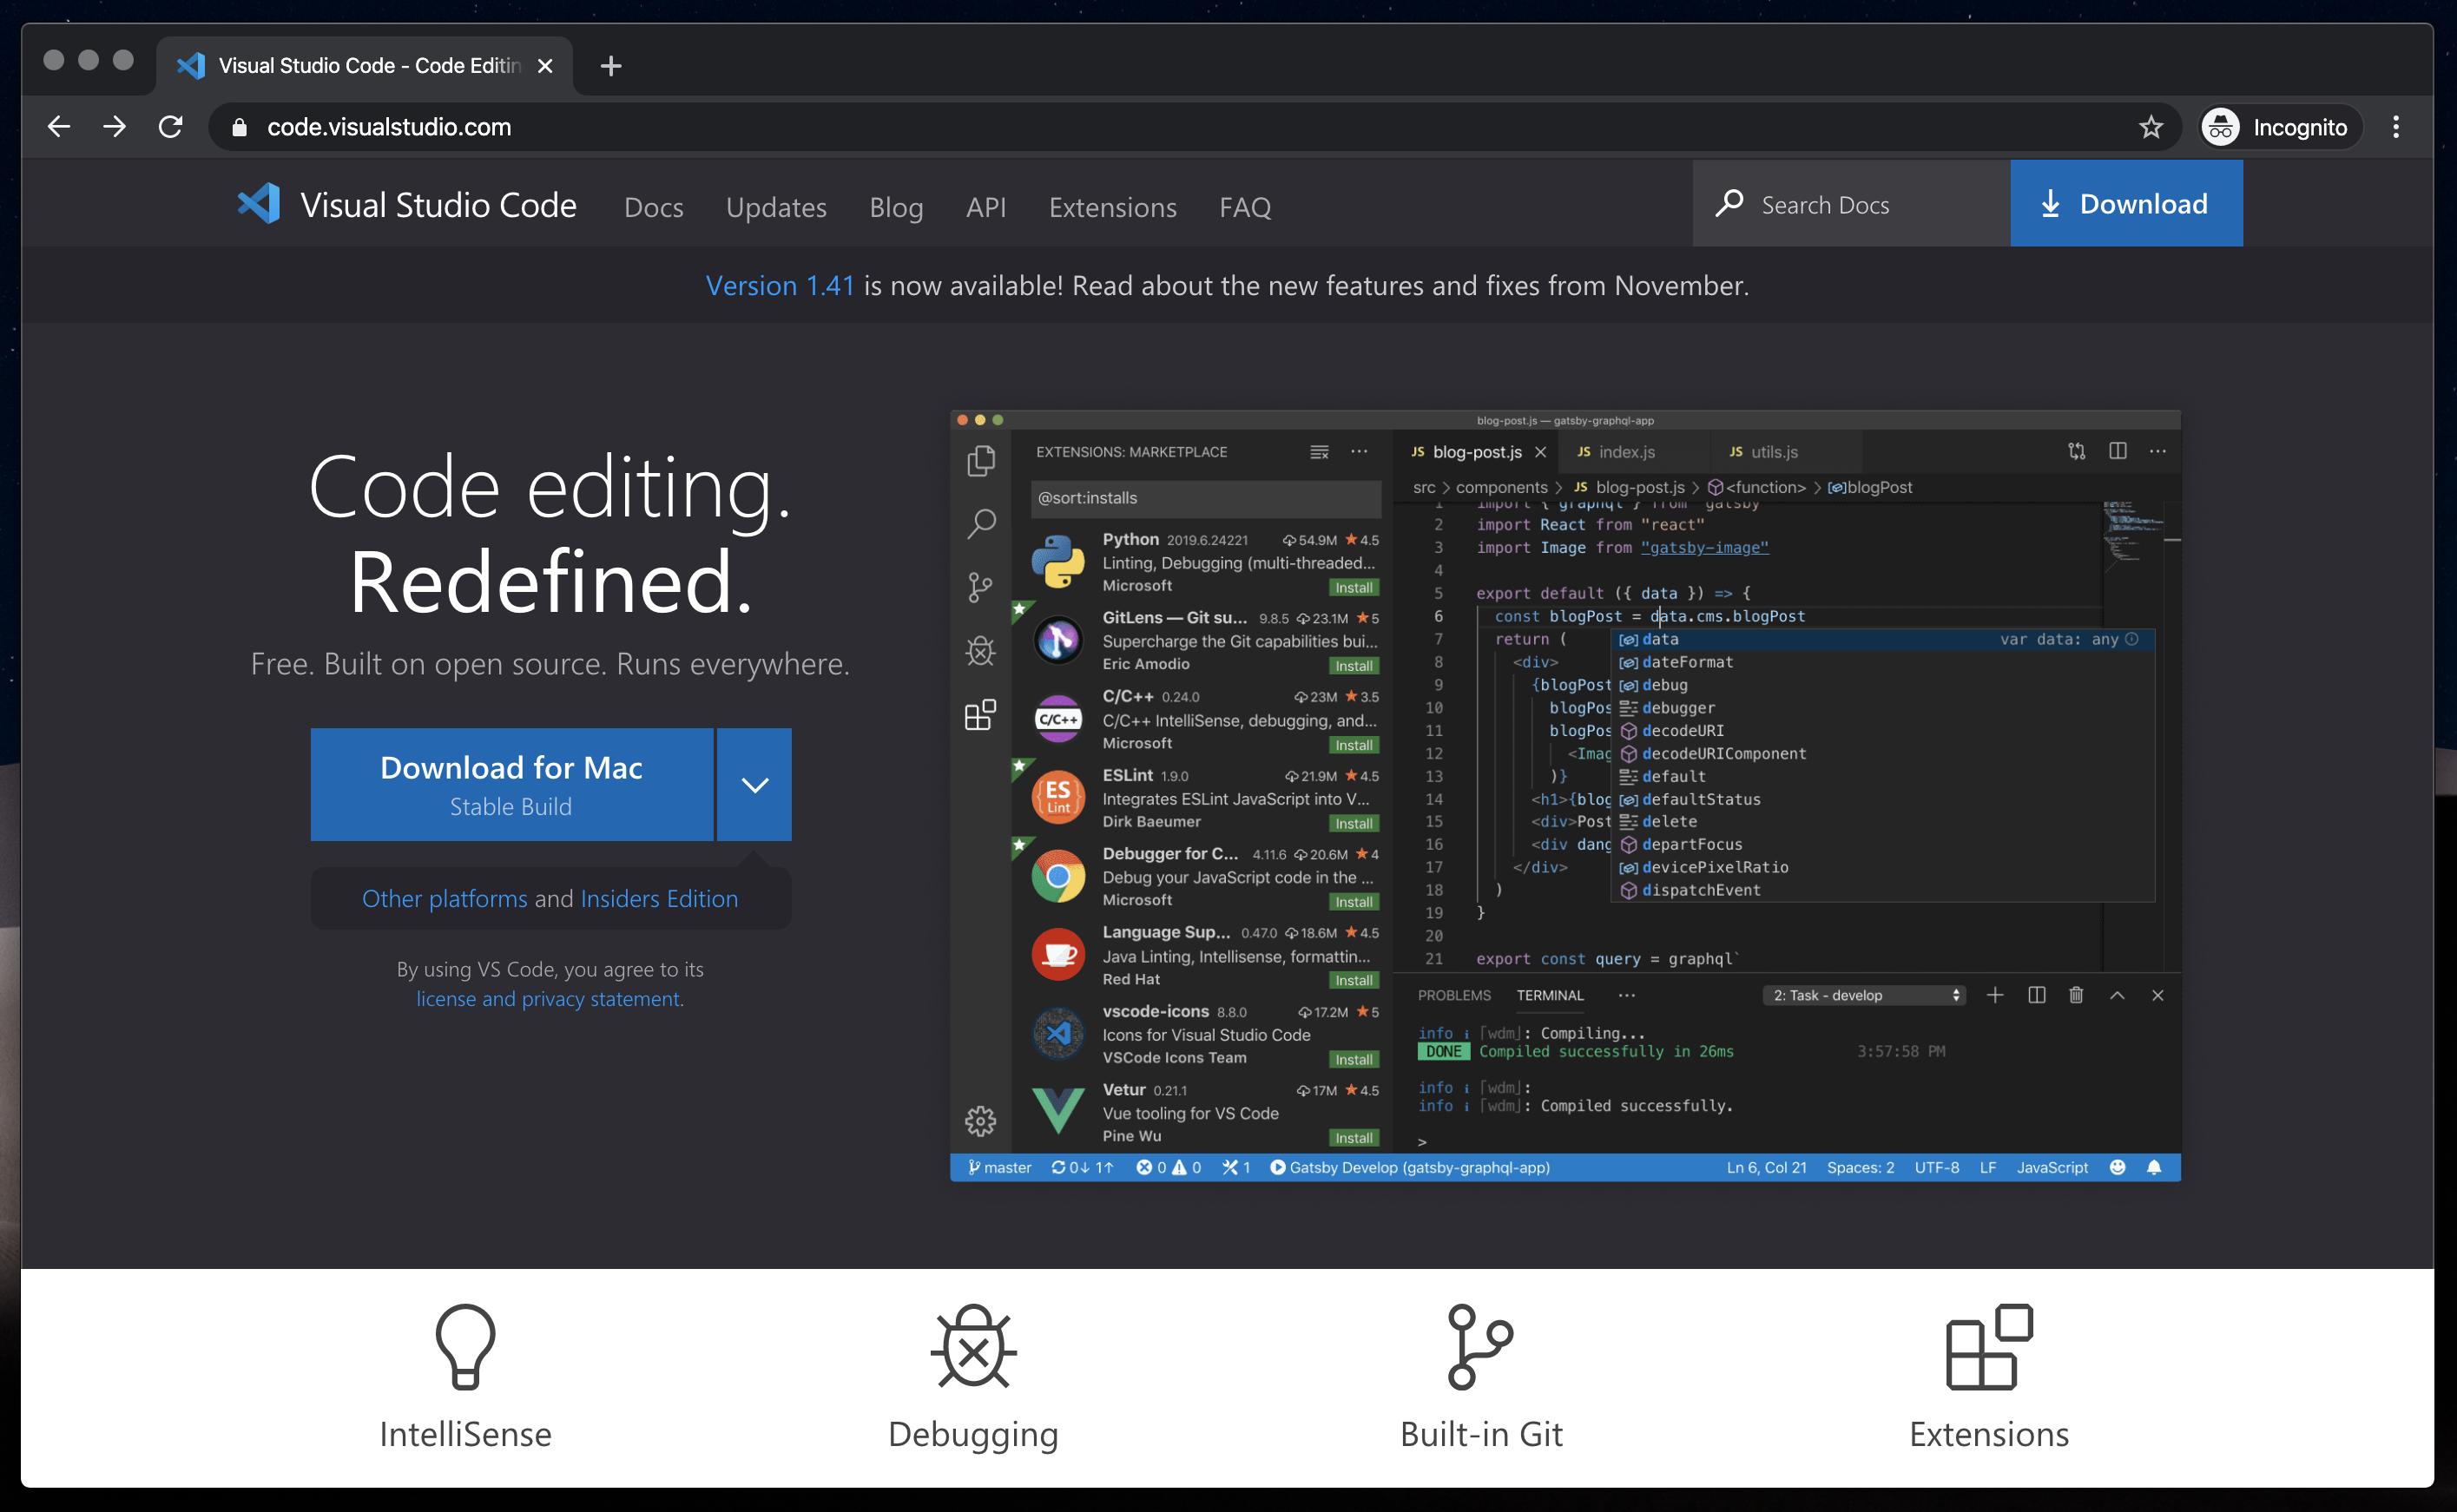 Visual Studio Code - Code Editin
code.visualstudio.com
Incognito
Visual Studio Code Docs Updates Blog API Extensions FAQ Search Docs Download
Version 1.41 is now available! Read about the new features and fixes from November.
Code editing.
Redefined.
Free. Built on open source. Runs everywhere.
Download for Mac
Stable Build
Other platforms and Insiders Edition
By using VS Code, you agree to its
license and privacy statement.
blog-post.js — gatsby-graphql-app
EXTENSIONS: MARKETPLACE
@sort:installs
Python 2019.6.24221 54.9M 4.5
Linting, Debugging (multi-threaded...
Microsoft Install
GitLens — Git su... 9.8.5 23.1M 5
Supercharge the Git capabilities bui...
Eric Amodio Install
C/C++
C/C++ 0.24.0 23M 3.5
C/C++ IntelliSense, debugging, and...
Microsoft Install
ES
Lint
ESLint 1.9.0 21.9M 4.5
Integrates ESLint JavaScript into V...
Dirk Baeumer Install
Debugger for C... 4.11.6 20.6M 4
Debug your JavaScript code in the ...
Microsoft Install
Language Sup... 0.47.0 18.6M 4.5
Java Linting, Intellisense, formattin...
Red Hat Install
vscode-icons 8.8.0 17.2M 5
Icons for Visual Studio Code
VSCode Icons Team Install
Vetur 0.21.1 17M 4.5
Vue tooling for VS Code
Pine Wu Install
JS blog-post.js JS index.js JS utils.js
src > components > JS blog-post.js > <function> > blogPost
1 import { graphql } from "gatsby"
2 import React from "react"
3 import Image from "gatsby-image"
4
5 export default ({ data }) => {
6 const blogPost = data.cms.blogPost
7 return (
8 <div>
9 {blogPost
10 blogPos
11 blogPos
12 <Imag
13 )}
14 <h1>{blog
15 <div>Post
16 <div dang
17 </div>
18 )
19 }
20
21 export const query = graphql`
data var data: any
dateFormat
debug
debugger
decodeURI
decodeURIComponent
default
defaultStatus
delete
departFocus
devicePixelRatio
dispatchEvent
PROBLEMS TERMINAL ... 2: Task - develop
info i ｢wdm｣: Compiling...
DONE Compiled successfully in 26ms 3:57:58 PM
info i ｢wdm｣:
info i ｢wdm｣: Compiled successfully.
>
master 0↓ 1↑ 0 0 1 Gatsby Develop (gatsby-graphql-app) Ln 6, Col 21 Spaces: 2 UTF-8 LF JavaScript
IntelliSense
Debugging
Built-in Git
Extensions